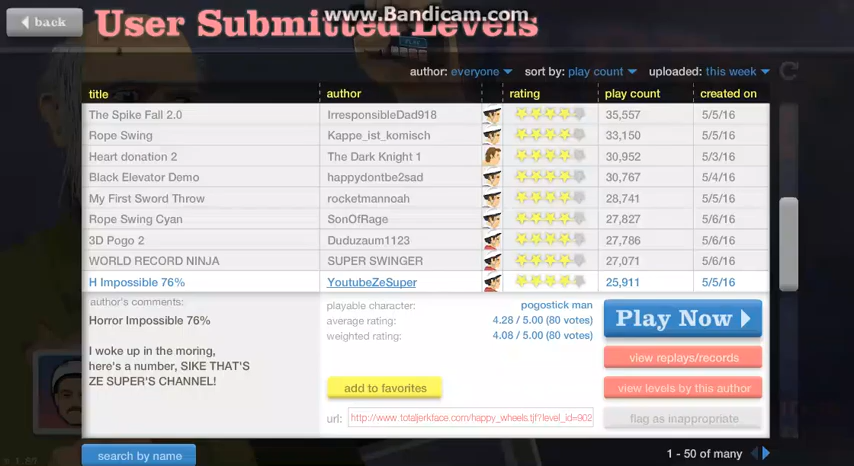 www.Bandicam.com
back
User Submitted Levels
author: everyone sort by: play count uploaded: this week
title author rating play count created on
The Spike Fall 2.0 IrresponsibleDad918 35,557 5/5/16
Rope Swing Kappe_ist_komisch 33,150 5/5/16
Heart donation 2 The Dark Knight 1 30,952 5/3/16
Black Elevator Demo happydontbe2sad 30,767 5/4/16
My First Sword Throw rocketmannoah 28,741 5/5/16
Rope Swing Cyan SonOfRage 27,827 5/6/16
3D Pogo 2 Duduzaum1123 27,786 5/6/16
WORLD RECORD NINJA SUPER SWINGER 27,071 5/6/16
H Impossible 76% YoutubeZeSuper 25,911 5/5/16
author's comments:
Horror Impossible 76%
I woke up in the moring,
here's a number, SIKE THAT'S
ZE SUPER'S CHANNEL!
playable character: pogostick man
average rating: 4.28 / 5.00 (80 votes)
weighted rating: 4.08 / 5.00 (80 votes)
add to favorites
url: http://www.totaljerkface.com/happy_wheels.tjf?level_id=902
Play Now
view replays/records
view levels by this author
flag as inappropriate
search by name
1 - 50 of many